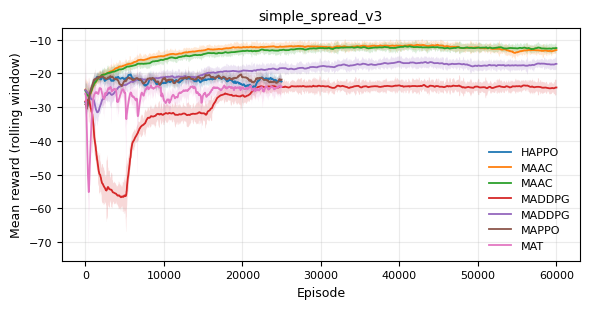 simple_spread_v3
Mean reward (rolling window)
−10
−20
−30
−40
−50
−60
−70
HAPPO
MAAC
MAAC
MADDPG
MADDPG
MAPPO
MAT
0
10000
20000
30000
40000
50000
60000
Episode